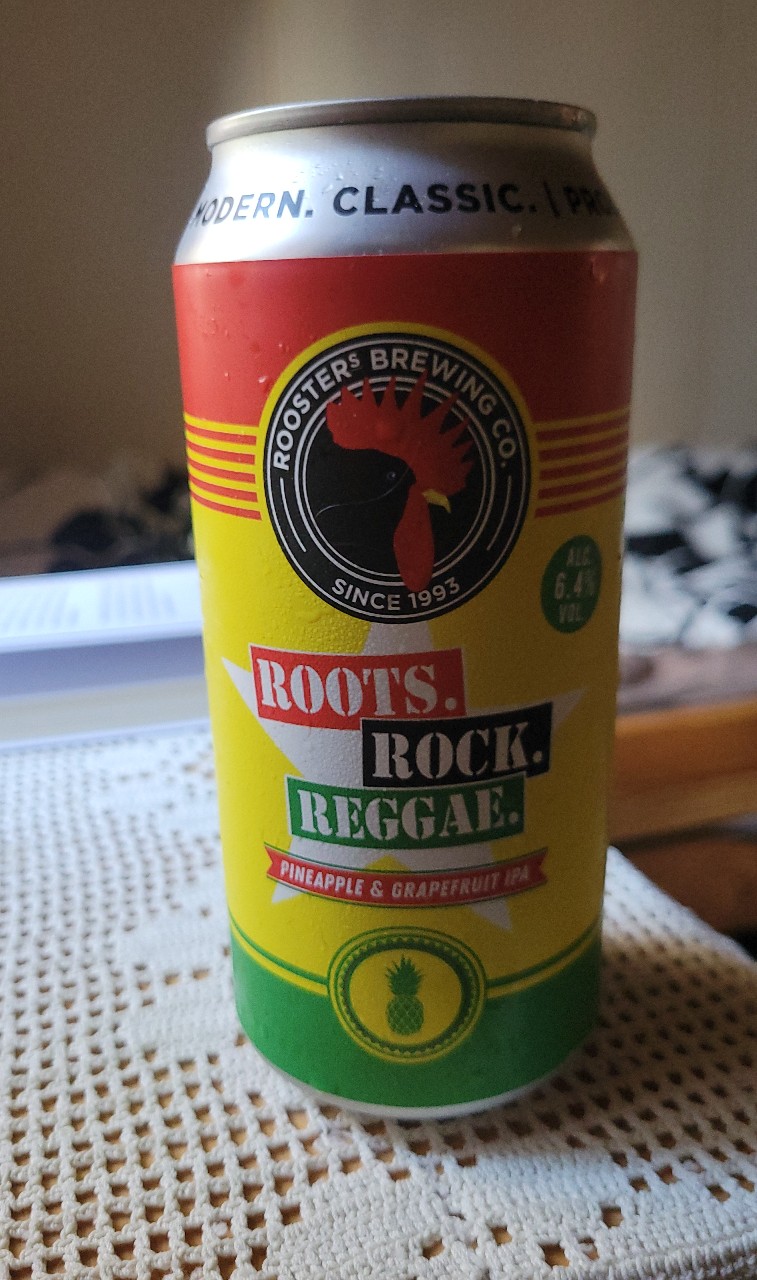 MODERN. CLASSIC. |
ROOSTERS BREWING CO.
SINCE 1993
ALC.
6.4%
VOL
ROOTS.
ROCK.
REGGAE.
PINEAPPLE & GRAPEFRUIT IPA